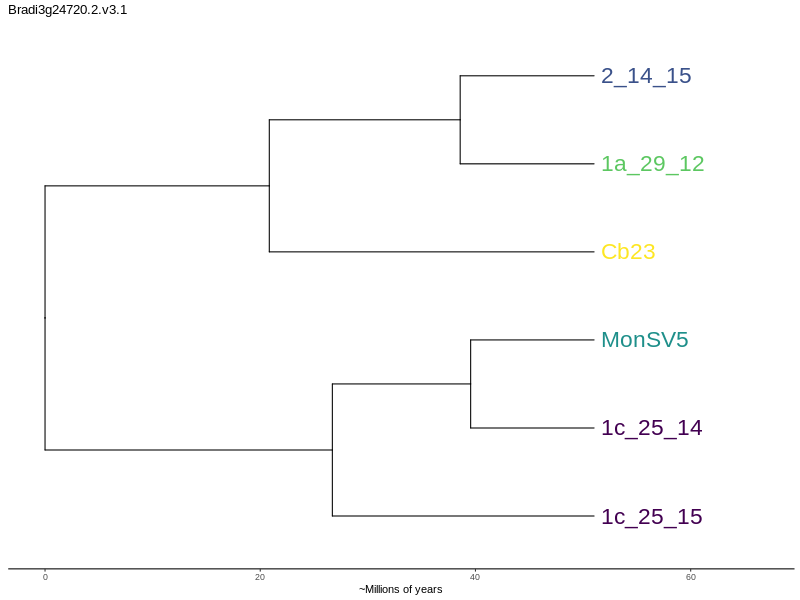 Bradi3g24720.2.v3.1
2_14_15
1a_29_12
Cb23
MonSV5
1c_25_14
1c_25_15
0 20 40 60
~Millions of years